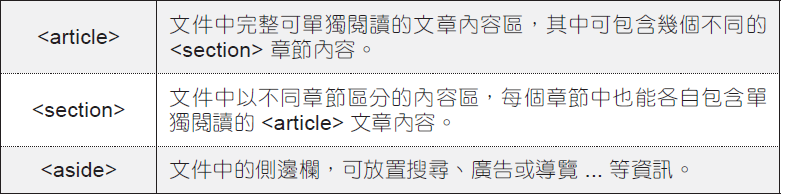 <article>
文件中完整可單獨閱讀的文章內容區，其中可包含幾個不同的
<section> 章節內容。
<section>
文件中以不同章節區分的內容區，每個章節中也能各自包含單
獨閱讀的 <article> 文章內容。
<aside>
文件中的側邊欄，可放置搜尋、廣告或導覽 ... 等資訊。